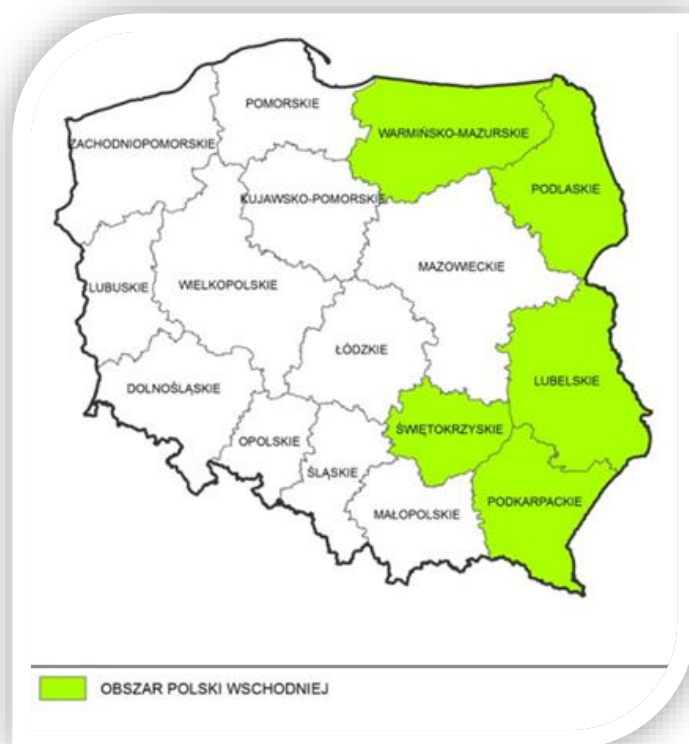 POMORSKIE
WARMIŃSKO-MAZURSKIE
ZACHODNIOPOMORSKIE
PODLASKIE
KUJAWSKO-POMORSKIE
MAZOWIECKIE
LUBUSKIE
WIELKOPOLSKIE
ŁÓDZKIE
LUBELSKIE
DOLNOŚLĄSKIE
ŚWIĘTOKRZYSKIE
OPOLSKIE
ŚLĄSKIE
PODKARPACKIE
MAŁOPOLSKIE
OBSZAR POLSKI WSCHODNIEJ